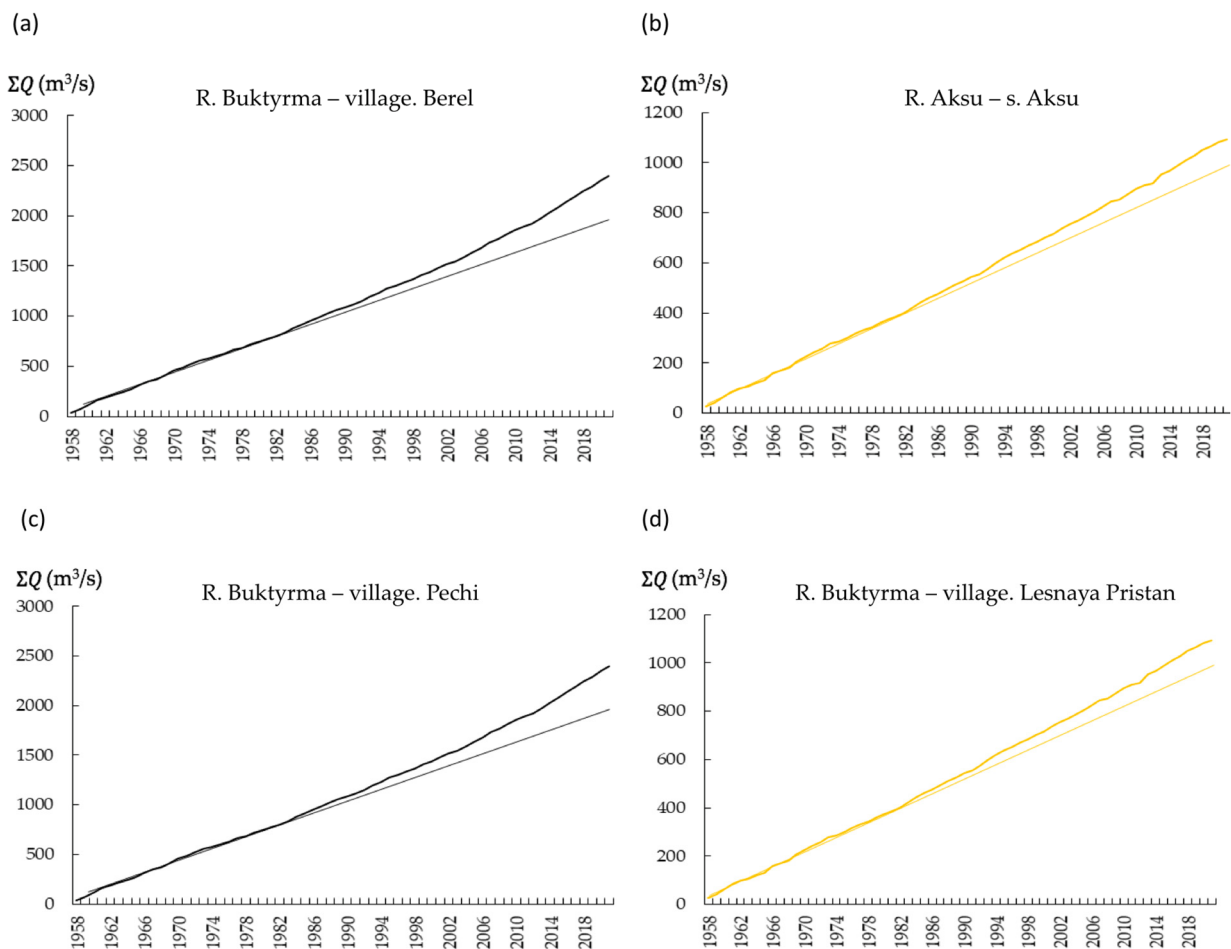 (a)
ΣQ (m³/s)
R. Buktyrma – village. Berel
3000
2500
2000
1500
1000
500
0
1958 1962 1966 1970 1974 1978 1982 1986 1990 1994 1998 2002 2006 2010 2014 2018
(b)
ΣQ (m³/s)
R. Aksu – s. Aksu
1200
1000
800
600
400
200
0
1958 1962 1966 1970 1974 1978 1982 1986 1990 1994 1998 2002 2006 2010 2014 2018
(c)
ΣQ (m³/s)
R. Buktyrma – village. Pechi
3000
2500
2000
1500
1000
500
0
1958 1962 1966 1970 1974 1978 1982 1986 1990 1994 1998 2002 2006 2010 2014 2018
(d)
ΣQ (m³/s)
R. Buktyrma – village. Lesnaya Pristan
1200
1000
800
600
400
200
0
1958 1962 1966 1970 1974 1978 1982 1986 1990 1994 1998 2002 2006 2010 2014 2018